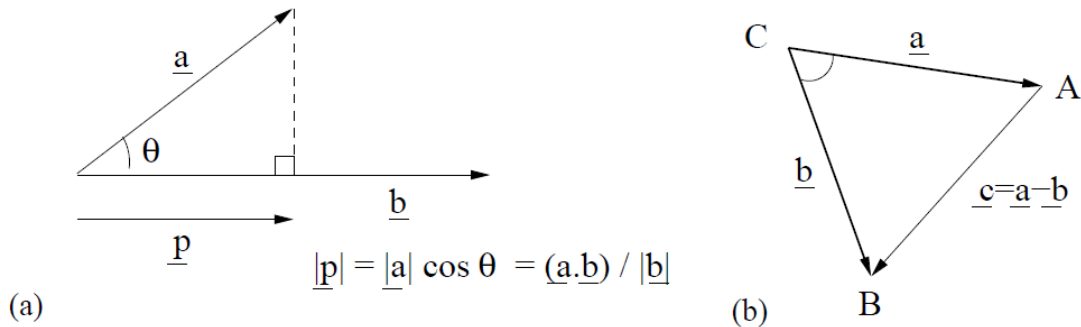 a
θ
b
p
|p| = |a| cos θ = (a.b) / |b|
(a)
C
a
A
b
c=a−b
B
(b)